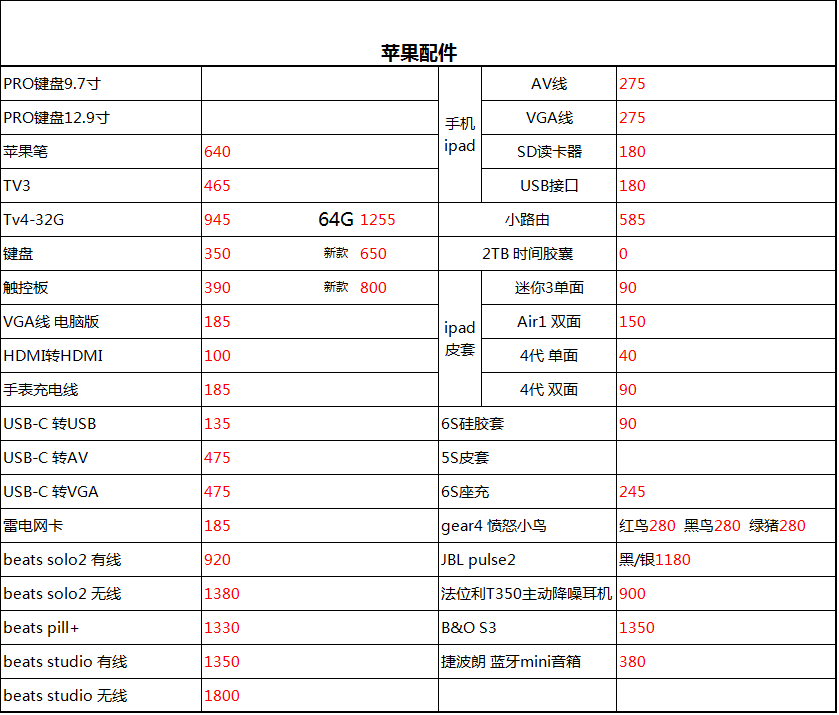 苹果配件
PRO键盘9.7寸 手机 ipad AV线 275
PRO键盘12.9寸 VGA线 275
苹果笔 640 SD读卡器 180
TV3 465 USB接口 180
Tv4-32G 945 64G 1255 小路由 585
键盘 350 新款 650 2TB 时间胶囊 0
触控板 390 新款 800 ipad 皮套 迷你3单面 90
VGA线 电脑版 185 Air1 双面 150
HDMI转HDMI 100 4代 单面 40
手表充电线 185 4代 双面 90
USB-C 转USB 135 6S硅胶套 90
USB-C 转AV 475 5S皮套
USB-C 转VGA 475 6S座充 245
雷电网卡 185 gear4 愤怒小鸟 红鸟280 黑鸟280 绿猪280
beats solo2 有线 920 JBL pulse2 黑/银1180
beats solo2 无线 1380 法位利T350主动降噪耳机 900
beats pill+ 1330 B&O S3 1350
beats studio 有线 1350 捷波朗 蓝牙mini音箱 380
beats studio 无线 1800